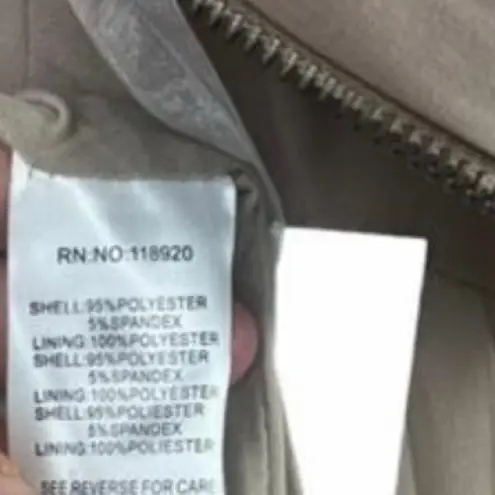 RN:NO:118920
SHELL:95%POLYESTER
5%SPANDEX
LINING:100%POLYESTER
SHELL:95%POLYESTER
5%SPANDEX
LINING:100%POLYESTER
SHELL:95%POLIESTER
5%SPANDEX
LINING:100%POLIESTER
SEE REVERSE FOR CARE